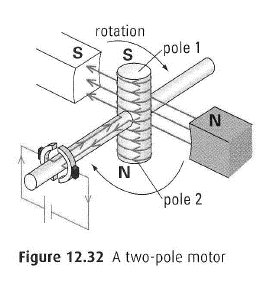 rotation
S
S
pole 1
N
N
pole 2
Figure 12.32 A two-pole motor